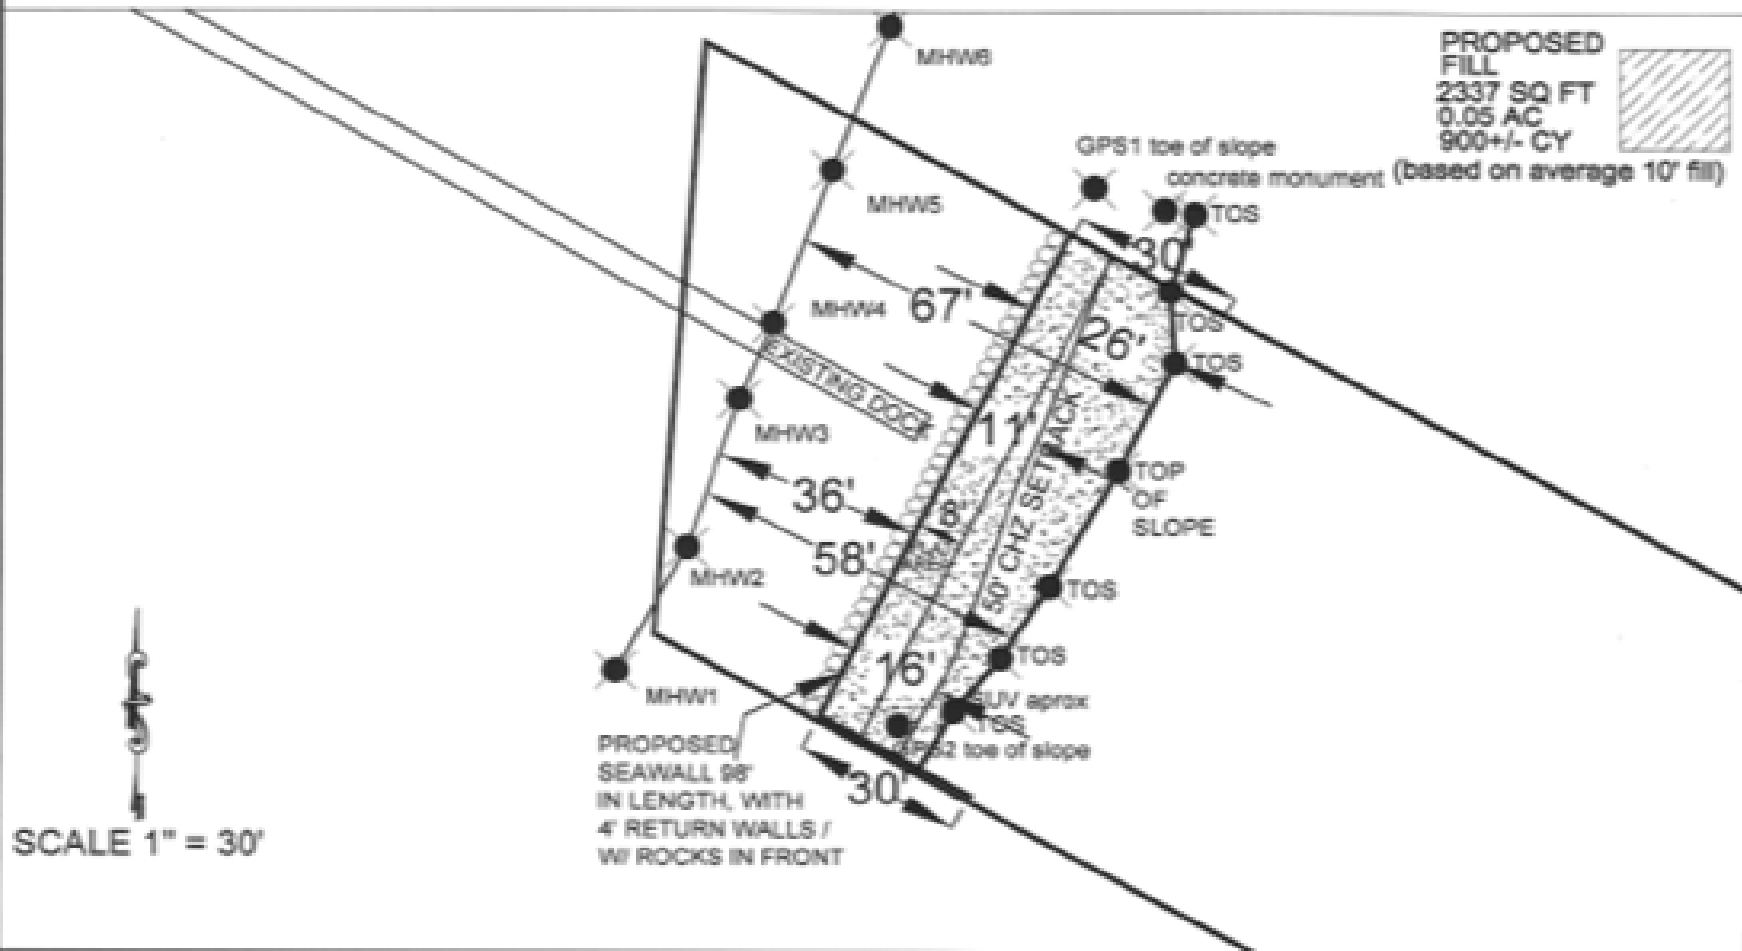 MHW6
PROPOSED
FILL
2337 SQ FT
0.05 AC
900+/- CY
(based on average 10' fill)
GPS1 toe of slope
concrete monument
TOS
MHW5
30'
67'
MHW4
TOS
26'
TOS
EXISTING DOCK
11'
MHW3
50' CHZ SETBACK
TOP
OF
SLOPE
36'
8'
58'
MHW2
TOS
TOS
16'
MHW1
SUV aprox
TOS
GPS2 toe of slope
PROPOSED
SEAWALL 98'
IN LENGTH, WITH
4' RETURN WALLS /
W/ ROCKS IN FRONT
30'
SCALE 1" = 30'